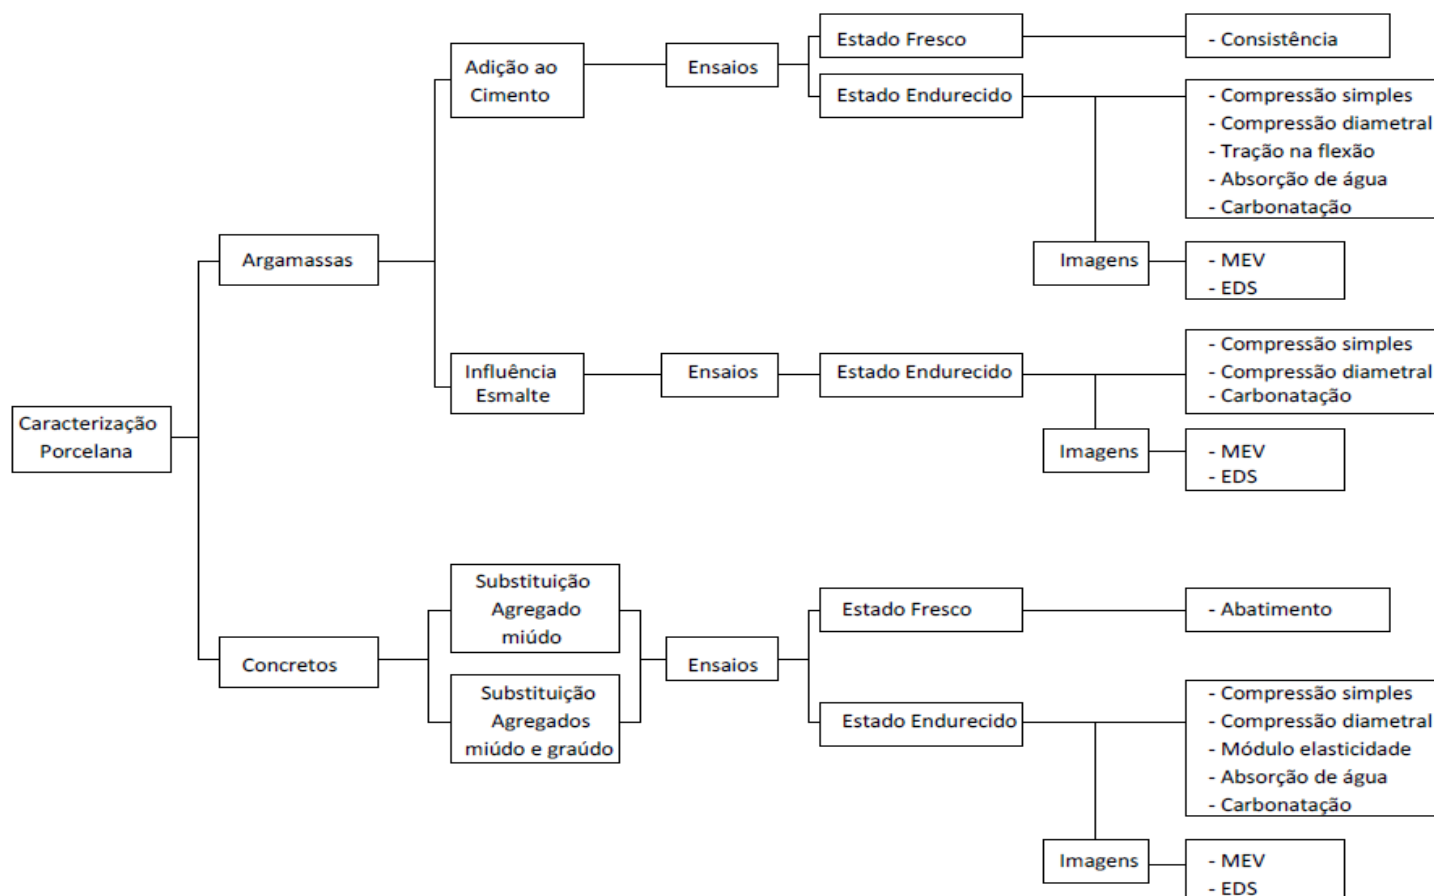 Caracterização
Porcelana
Argamassas
Adição ao
Cimento
Ensaios
Estado Fresco
- Consistência
Estado Endurecido
- Compressão simples
- Compressão diametral
- Tração na flexão
- Absorção de água
- Carbonatação
Imagens
- MEV
- EDS
Influência
Esmalte
Ensaios
Estado Endurecido
- Compressão simples
- Compressão diametral
- Carbonatação
Imagens
- MEV
- EDS
Concretos
Substituição
Agregado
miúdo
Substituição
Agregados
miúdo e graúdo
Ensaios
Estado Fresco
- Abatimento
Estado Endurecido
- Compressão simples
- Compressão diametral
- Módulo elasticidade
- Absorção de água
- Carbonatação
Imagens
- MEV
- EDS